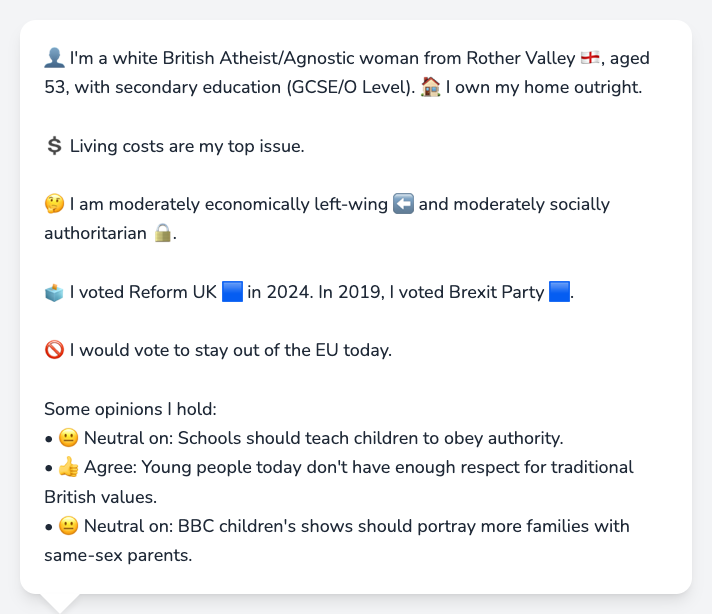 👤 I'm a white British Atheist/Agnostic woman from Rother Valley 🏴󠁧󠁢󠁥󠁮󠁧󠁿, aged
53, with secondary education (GCSE/O Level). 🏠 I own my home outright.
💲 Living costs are my top issue.
🤔 I am moderately economically left-wing ⬅️ and moderately socially
authoritarian 🔒.
🗳️ I voted Reform UK 🟦 in 2024. In 2019, I voted Brexit Party 🟦.
🚫 I would vote to stay out of the EU today.
Some opinions I hold:
• 😐 Neutral on: Schools should teach children to obey authority.
• 👍 Agree: Young people today don't have enough respect for traditional
British values.
• 😐 Neutral on: BBC children's shows should portray more families with
same-sex parents.